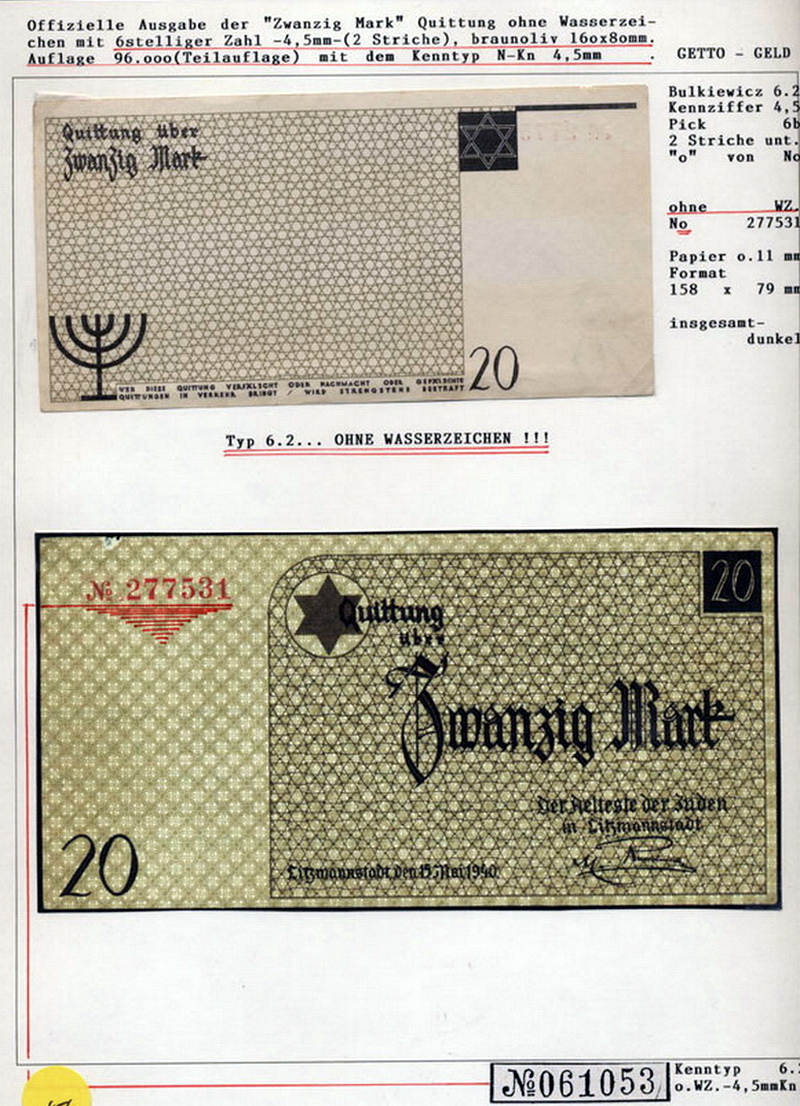 Offizielle Ausgabe der "Zwanzig Mark" Quittung ohne Wasserzei-
chen mit 6stelliger Zahl -4,5mm-(2 Striche), braunoliv 16ox8omm.
Auflage 96.ooo(Teilauflage) mit dem Kenntyp N-Kn 4,5mm .
GETTO - GELD
Bulkiewicz 6.2
Kennziffer 4,5
Pick 6b
2 Striche unt.
"o" von No
ohne WZ.
No 277531
Papier o.11 mm
Format
158 x 79 mm
insgesamt-
dunkel
Quittung über
Zwanzig Mark
WER DIESE QUITTUNG VERFÄLSCHT ODER NACHMACHT ODER GEFÄLSCHTE
QUITTUNGEN IN VERKEHR BRINGT / WIRD STRENGSTENS BESTRAFT
20
Typ 6.2... OHNE WASSERZEICHEN !!!
№ 277531
20
Quittung
über
Zwanzig Mark
Der Aelteste der Juden
in Litzmannstadt
Litzmannstadt, den 15. Mai 1940
20
№061053
Kenntyp 6.2
o.WZ.-4,5mmKn